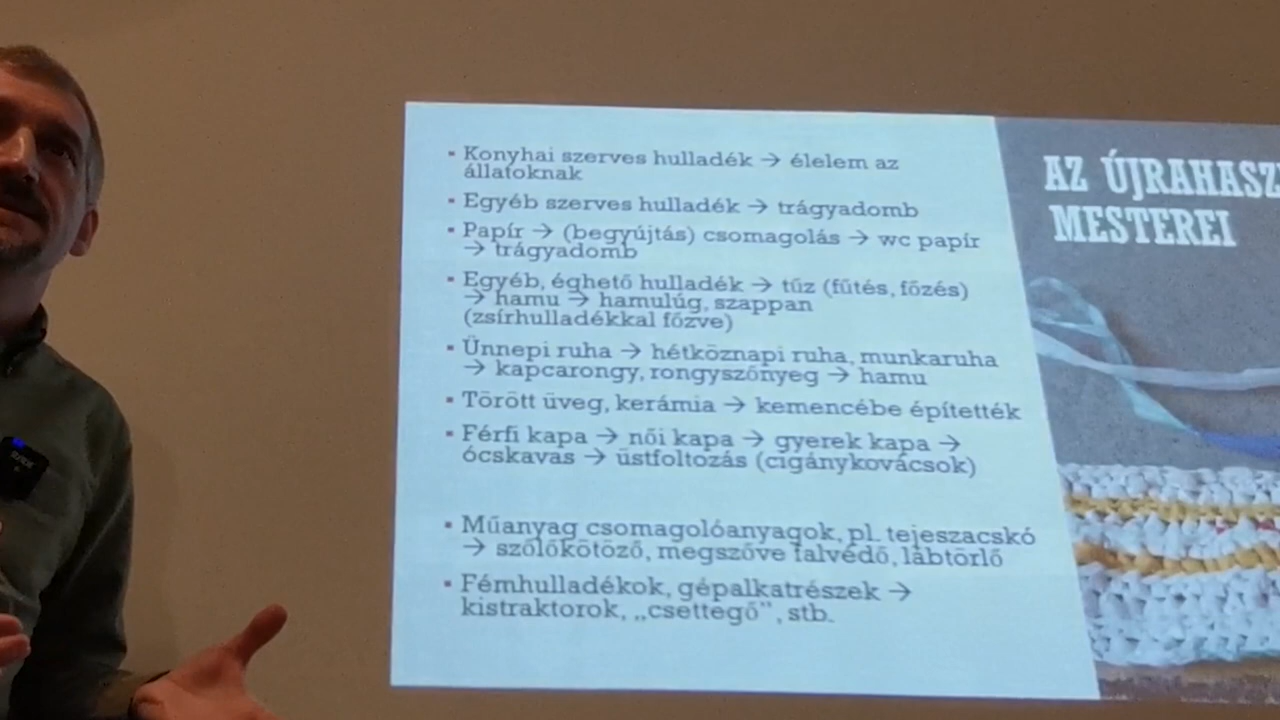 ▪ Konyhai szerves hulladék → élelem az
állatoknak
▪ Egyéb szerves hulladék → trágyadomb
▪ Papír → (begyújtás) csomagolás → wc papír
→ trágyadomb
▪ Egyéb, éghető hulladék → tűz (fűtés, főzés)
→ hamu → hamulúg, szappan
(zsírhulladékkal főzve)
▪ Ünnepi ruha → hétköznapi ruha, munkaruha
→ kapcarongy, rongyszőnyeg → hamu
▪ Törött üveg, kerámia → kemencébe építették
▪ Férfi kapa → női kapa → gyerek kapa →
ócskavas → üstfoltozás (cigánykovácsok)
▪ Műanyag csomagolóanyagok, pl. tejeszacskó
→ szőlőkötöző, megszőve falvédő, lábtörlő
▪ Fémhulladékok, gépalkatrészek →
kistraktorok, „csettegő”, stb.
AZ ÚJRAHASZ
MESTEREI